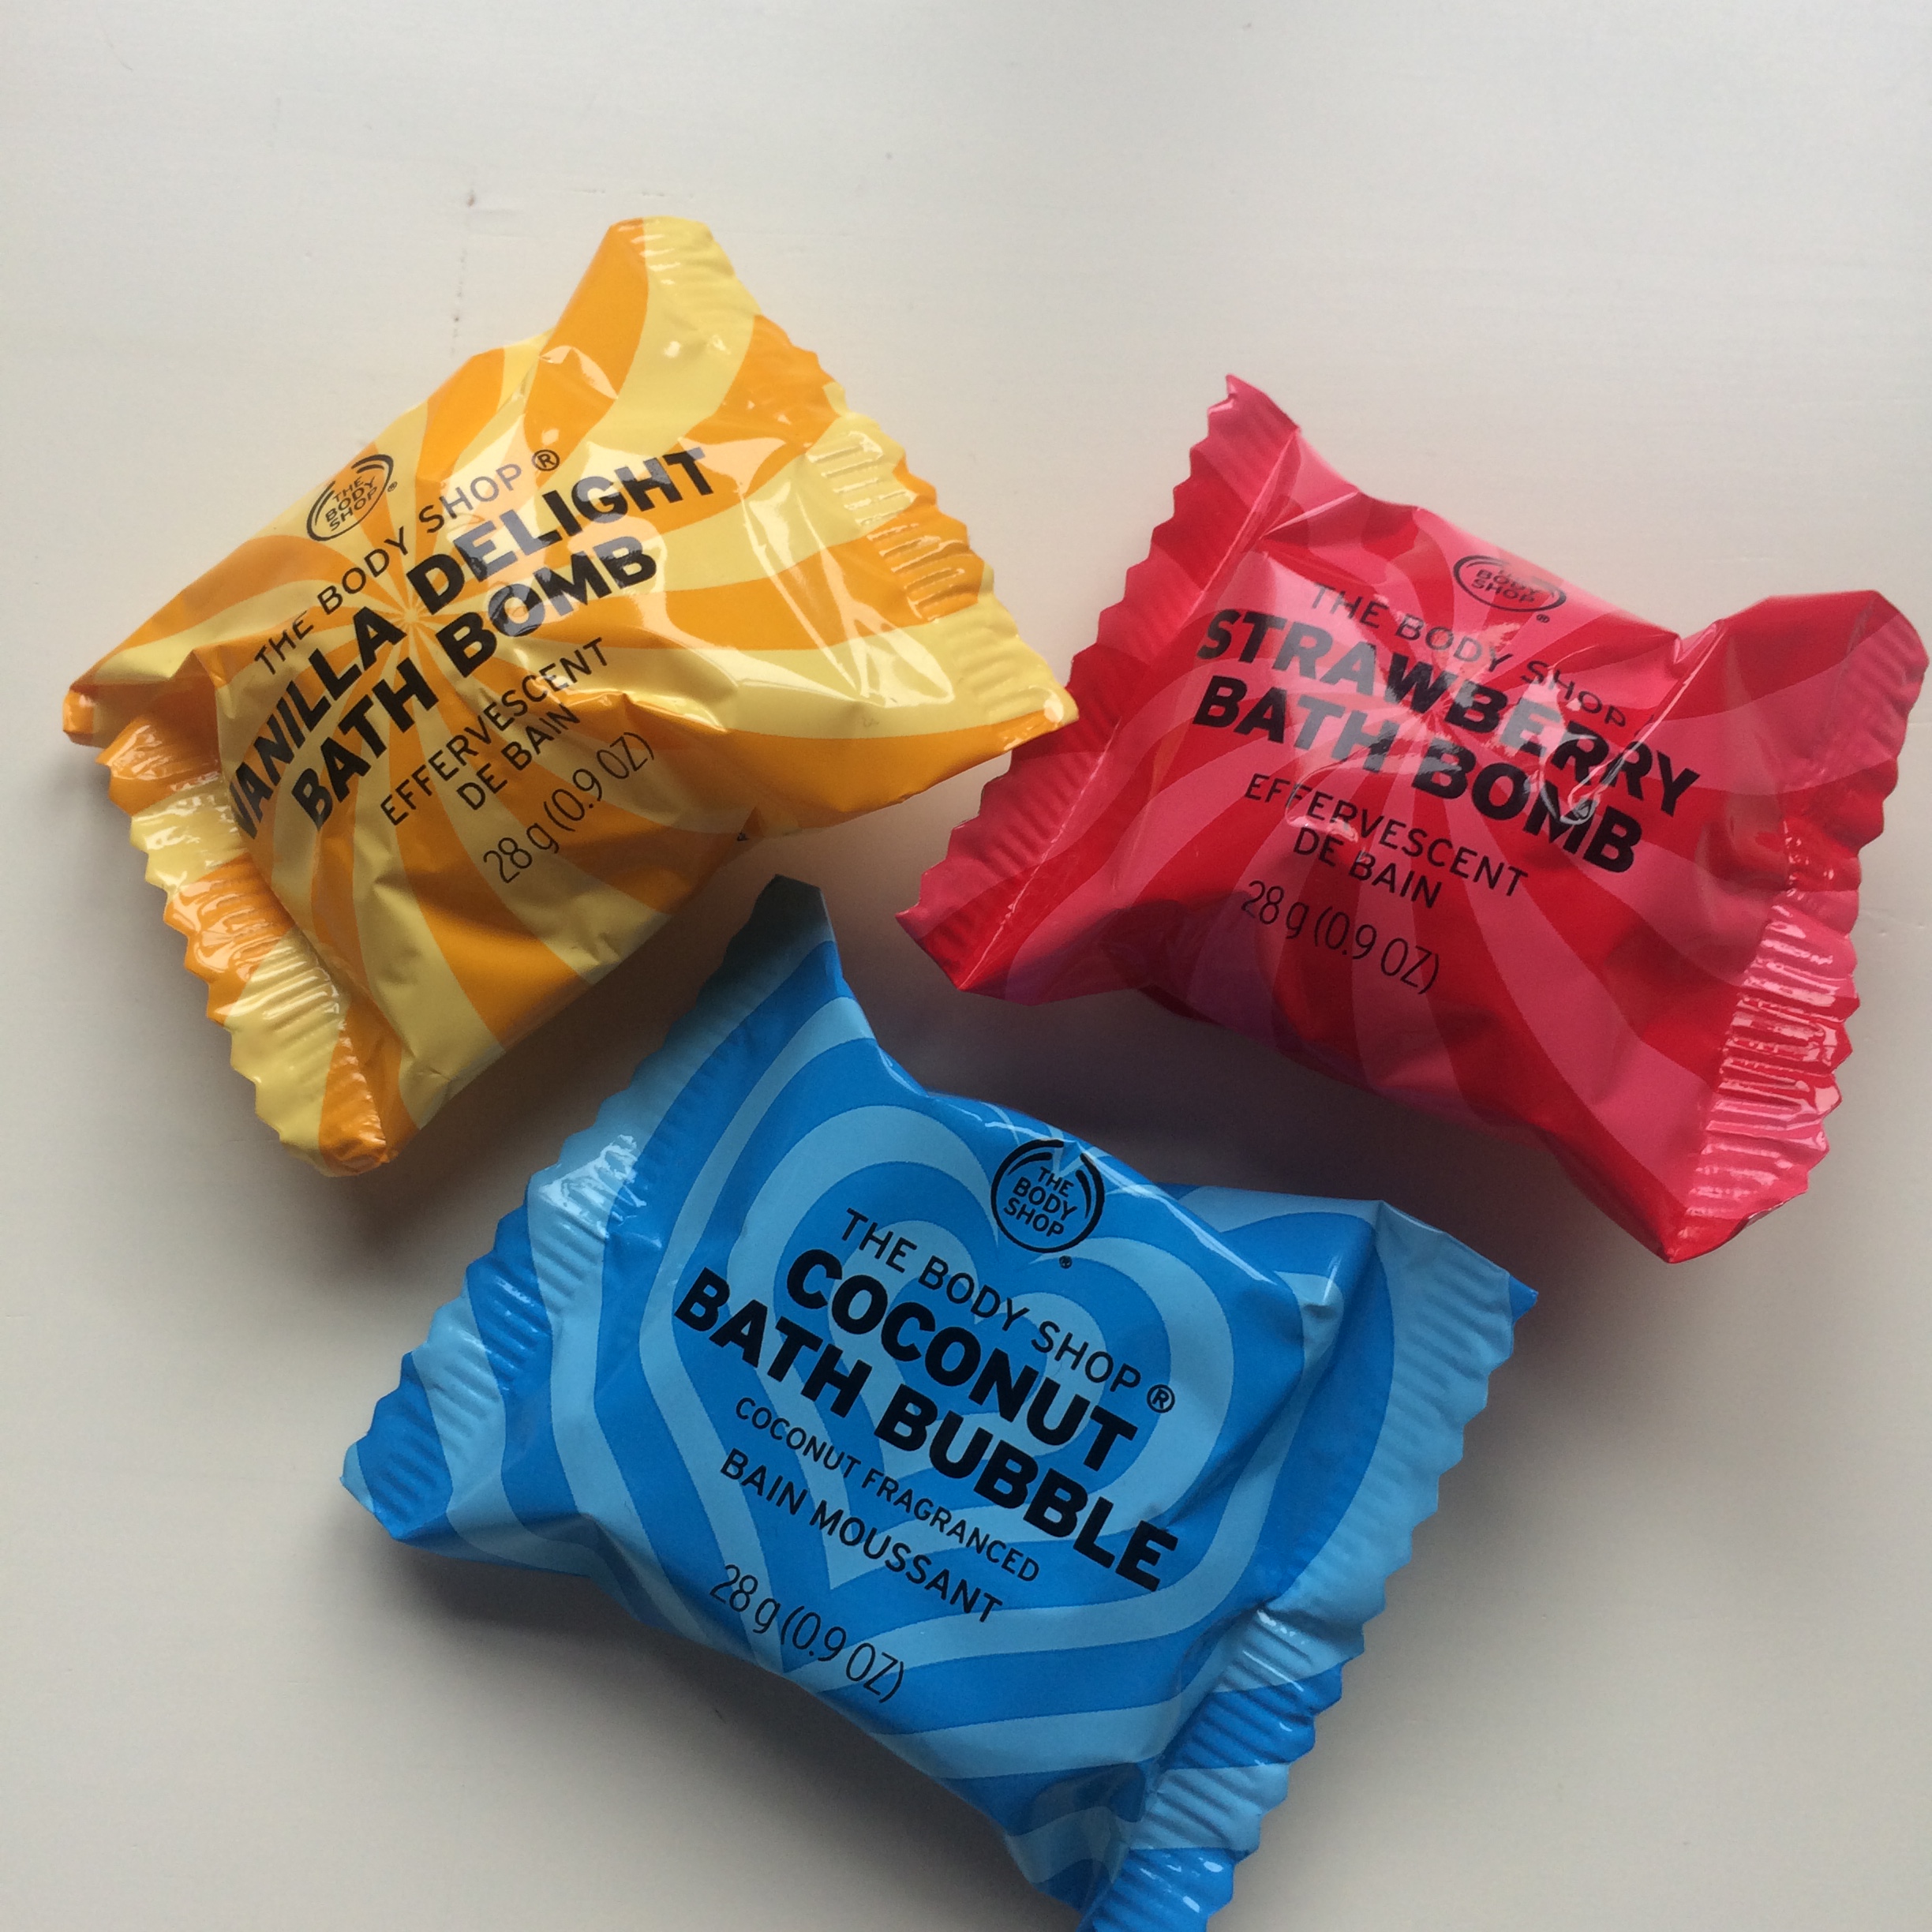 THE
BODY
SHOP
®
THE BODY SHOP ®
VANILLA DELIGHT
BATH BOMB
EFFERVESCENT
DE BAIN
28 g (0.9 OZ)
BODY
SHOP
®
THE BODY SHOP
STRAWBERRY
BATH BOMB
EFFERVESCENT
DE BAIN
28 g (0.9 OZ)
THE
BODY
SHOP
®
THE BODY SHOP ®
COCONUT
BATH BUBBLE
COCONUT FRAGRANCED
BAIN MOUSSANT
28 g (0.9 OZ)